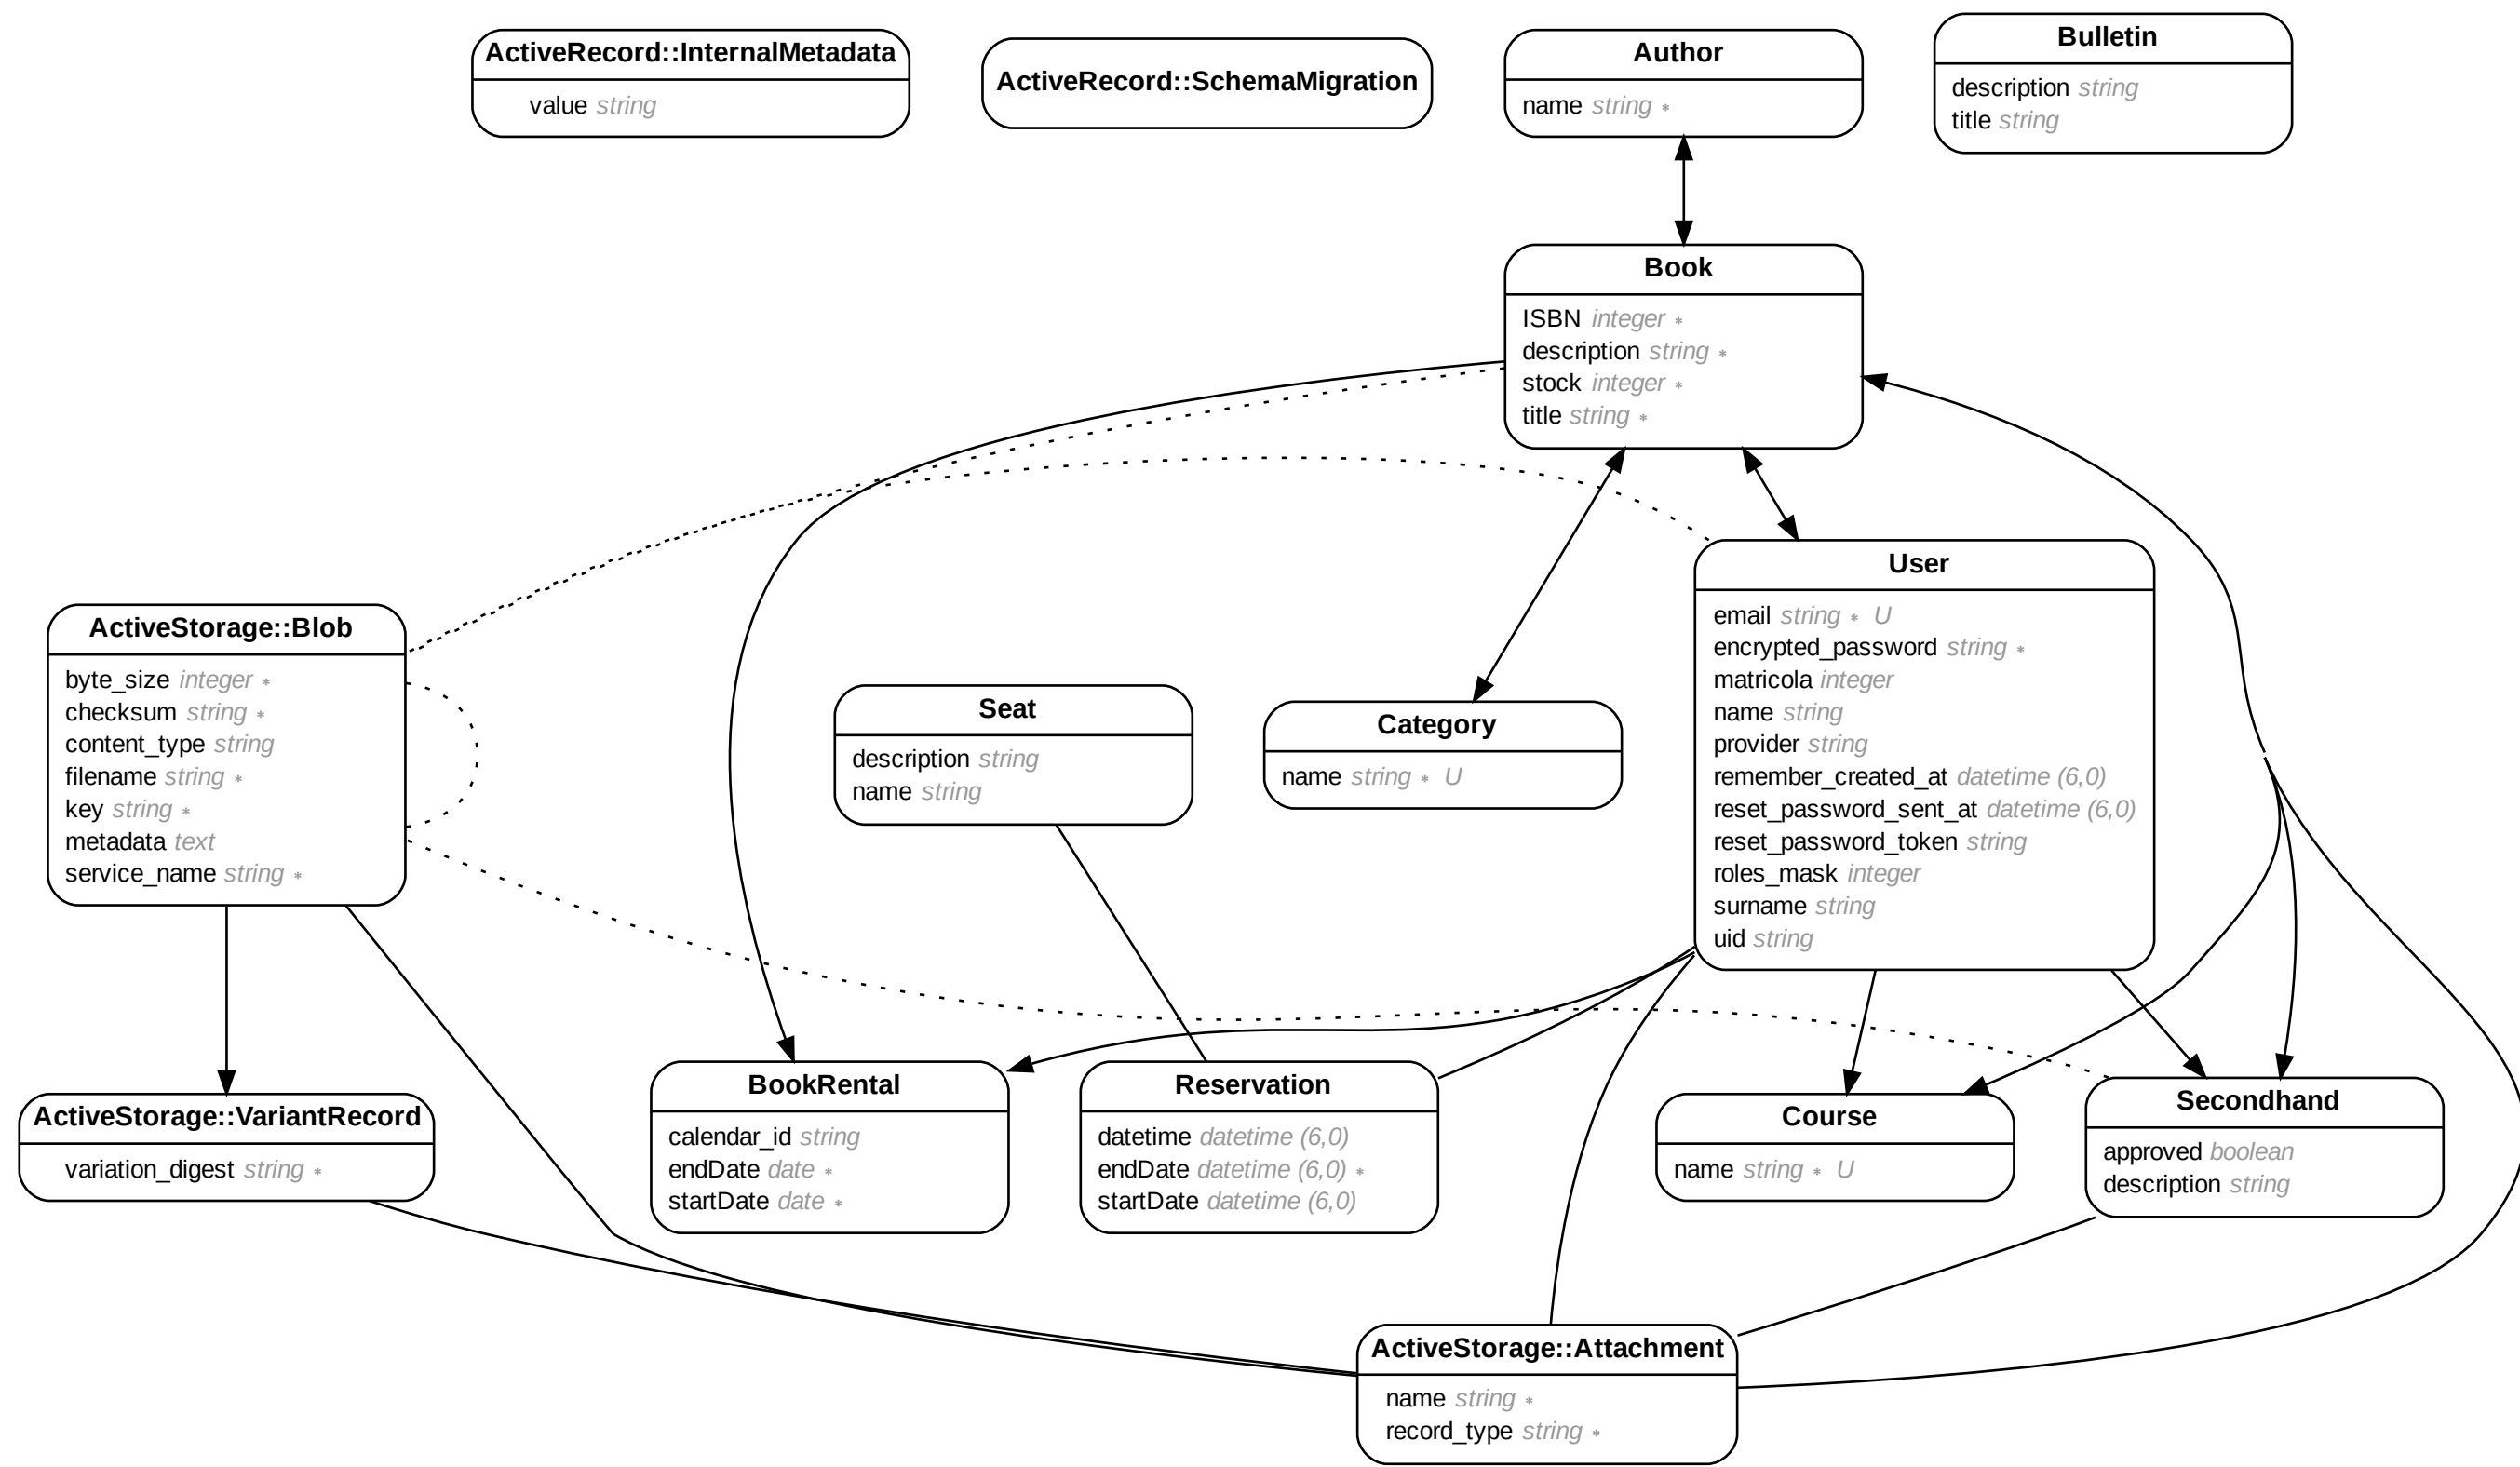 ActiveRecord::InternalMetadata
value string
ActiveRecord::SchemaMigration
Author
name string *
Bulletin
description string
title string
Book
ISBN integer *
description string *
stock integer *
title string *
User
email string * U
encrypted_password string *
matricola integer
name string
provider string
remember_created_at datetime (6,0)
reset_password_sent_at datetime (6,0)
reset_password_token string
roles_mask integer
surname string
uid string
ActiveStorage::Blob
byte_size integer *
checksum string *
content_type string
filename string *
key string *
metadata text
service_name string *
Seat
description string
name string
Category
name string * U
ActiveStorage::VariantRecord
variation_digest string *
BookRental
calendar_id string
endDate date *
startDate date *
Reservation
datetime datetime (6,0)
endDate datetime (6,0) *
startDate datetime (6,0)
Course
name string * U
Secondhand
approved boolean
description string
ActiveStorage::Attachment
name string *
record_type string *